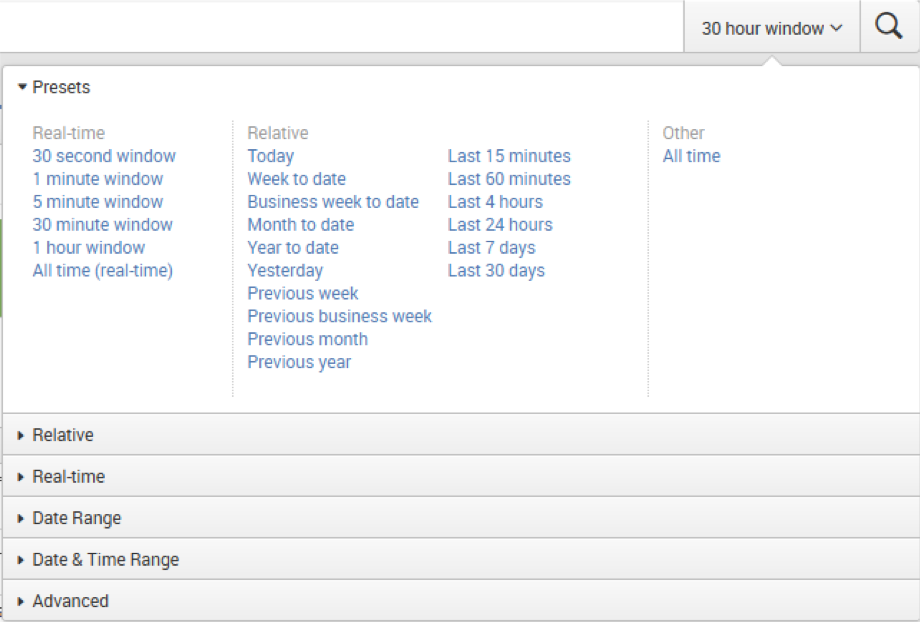 30 hour window
Presets
Real-time
30 second window
1 minute window
5 minute window
30 minute window
1 hour window
All time (real-time)
Relative
Today
Week to date
Business week to date
Month to date
Year to date
Yesterday
Previous week
Previous business week
Previous month
Previous year
Last 15 minutes
Last 60 minutes
Last 4 hours
Last 24 hours
Last 7 days
Last 30 days
Other
All time
Relative
Real-time
Date Range
Date & Time Range
Advanced